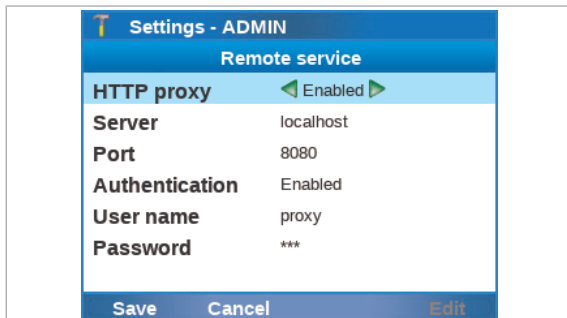 Settings - ADMIN
Remote service
HTTP proxy Enabled
Server localhost
Port 8080
Authentication Enabled
User name proxy
Password ***
Save Cancel Edit